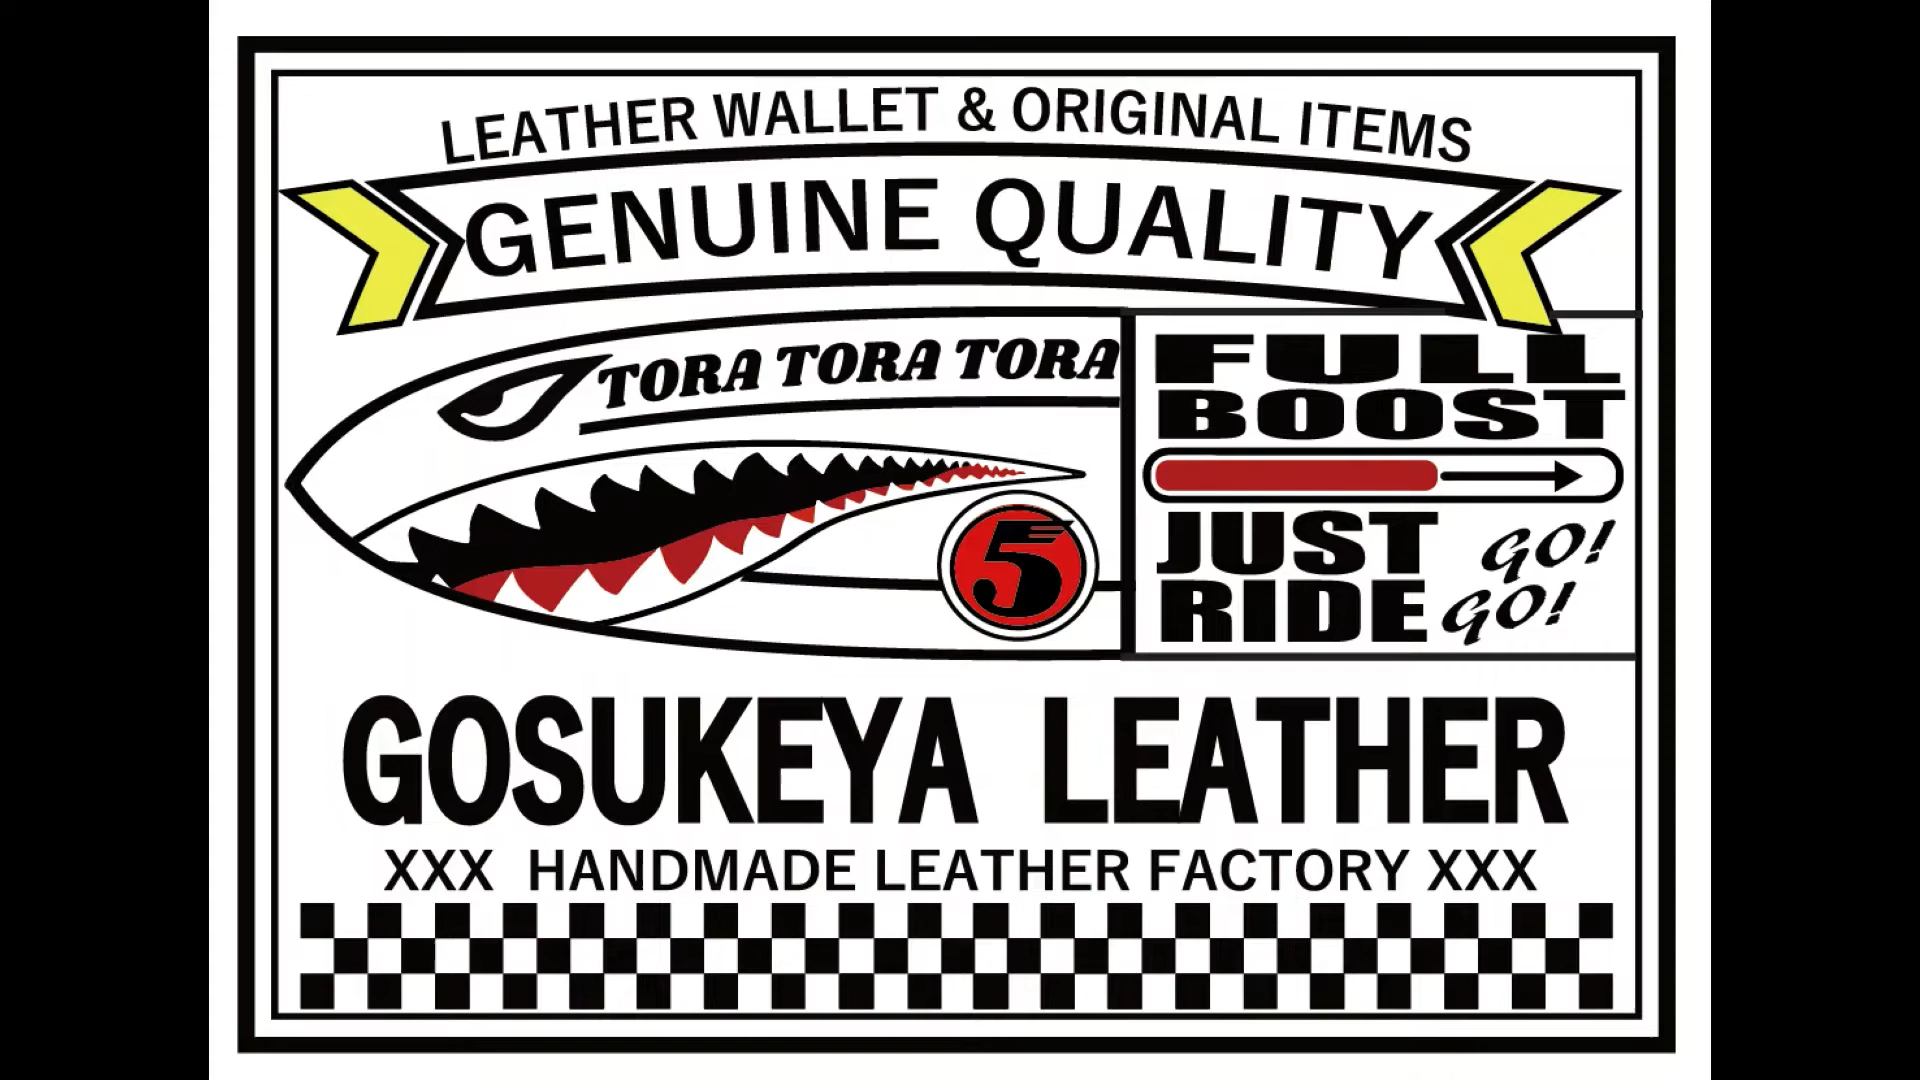 LEATHER WALLET & ORIGINAL ITEMS
GENUINE QUALITY
TORA TORA TORA
5
FULL
BOOST
JUST
RIDE
GO!
GO!
GOSUKEYA LEATHER
XXX HANDMADE LEATHER FACTORY XXX